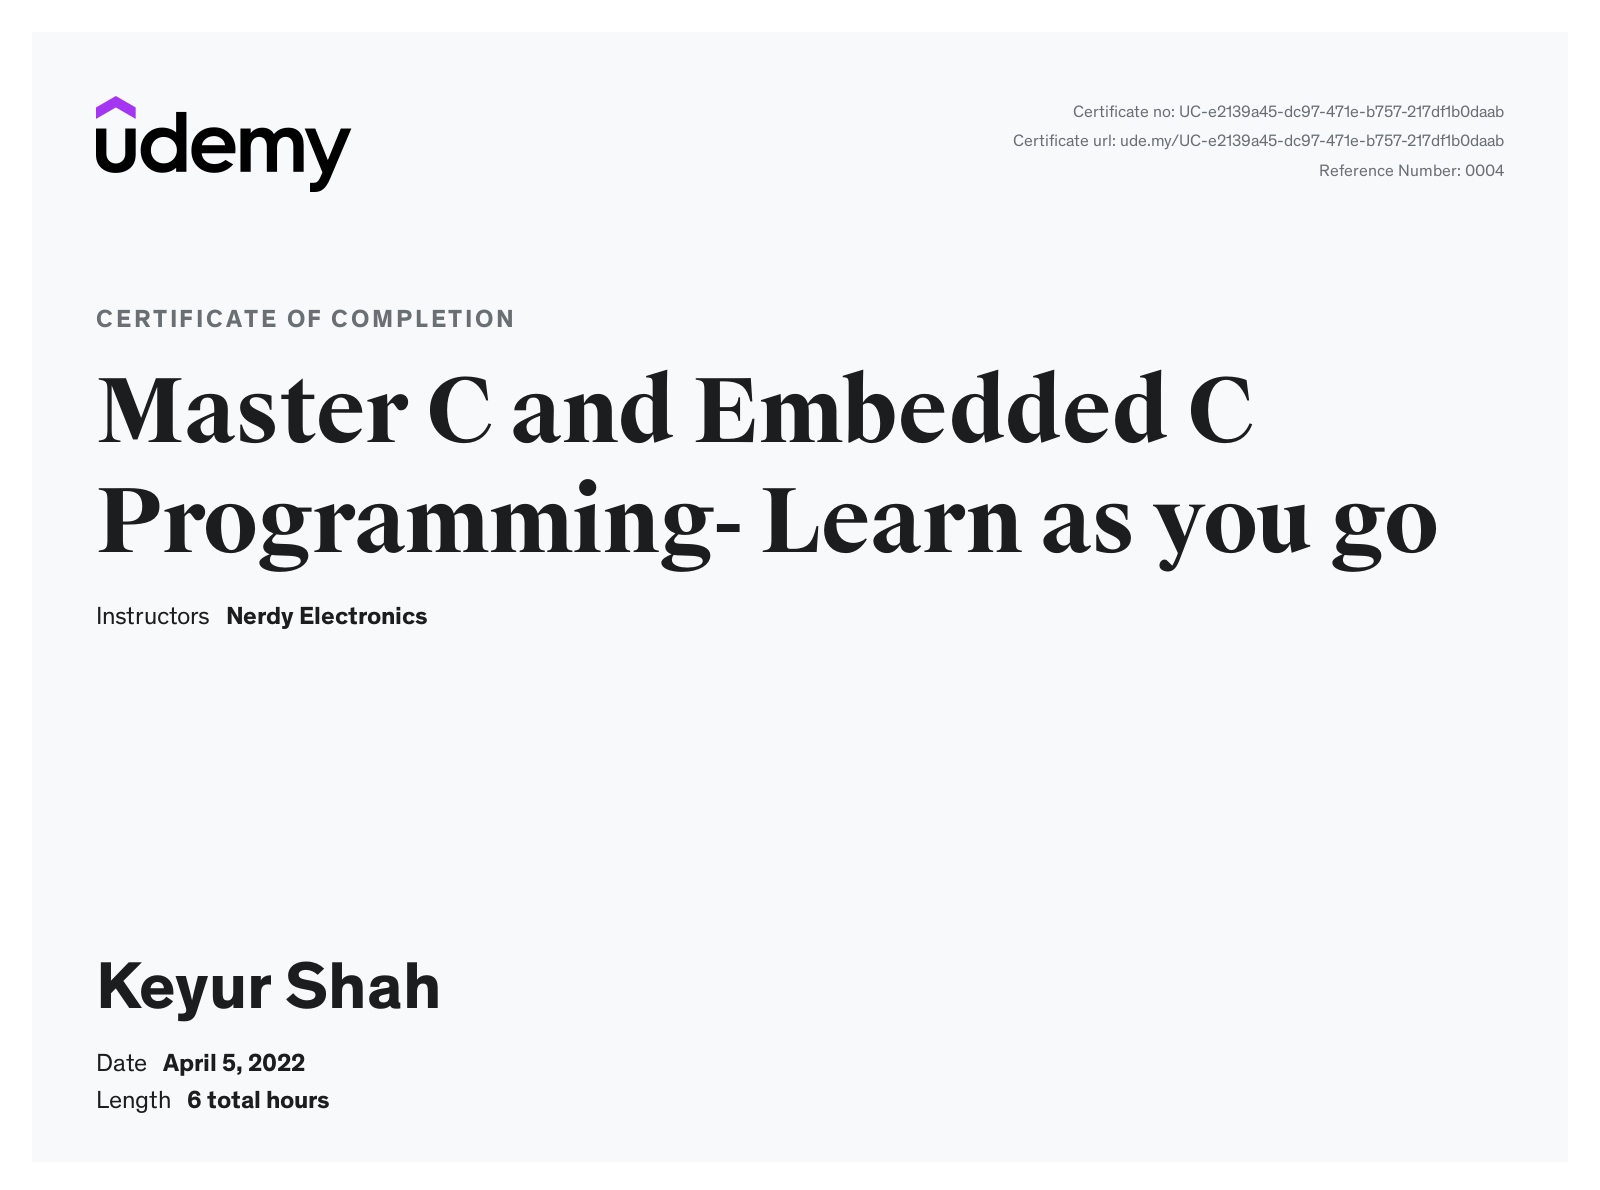 udemy
Certificate no: UC-e2139a45-dc97-471e-b757-217df1b0daab
Certificate url: ude.my/UC-e2139a45-dc97-471e-b757-217df1b0daab
Reference Number: 0004
CERTIFICATE OF COMPLETION
Master C and Embedded C
Programming- Learn as you go
Instructors Nerdy Electronics
Keyur Shah
Date April 5, 2022
Length 6 total hours